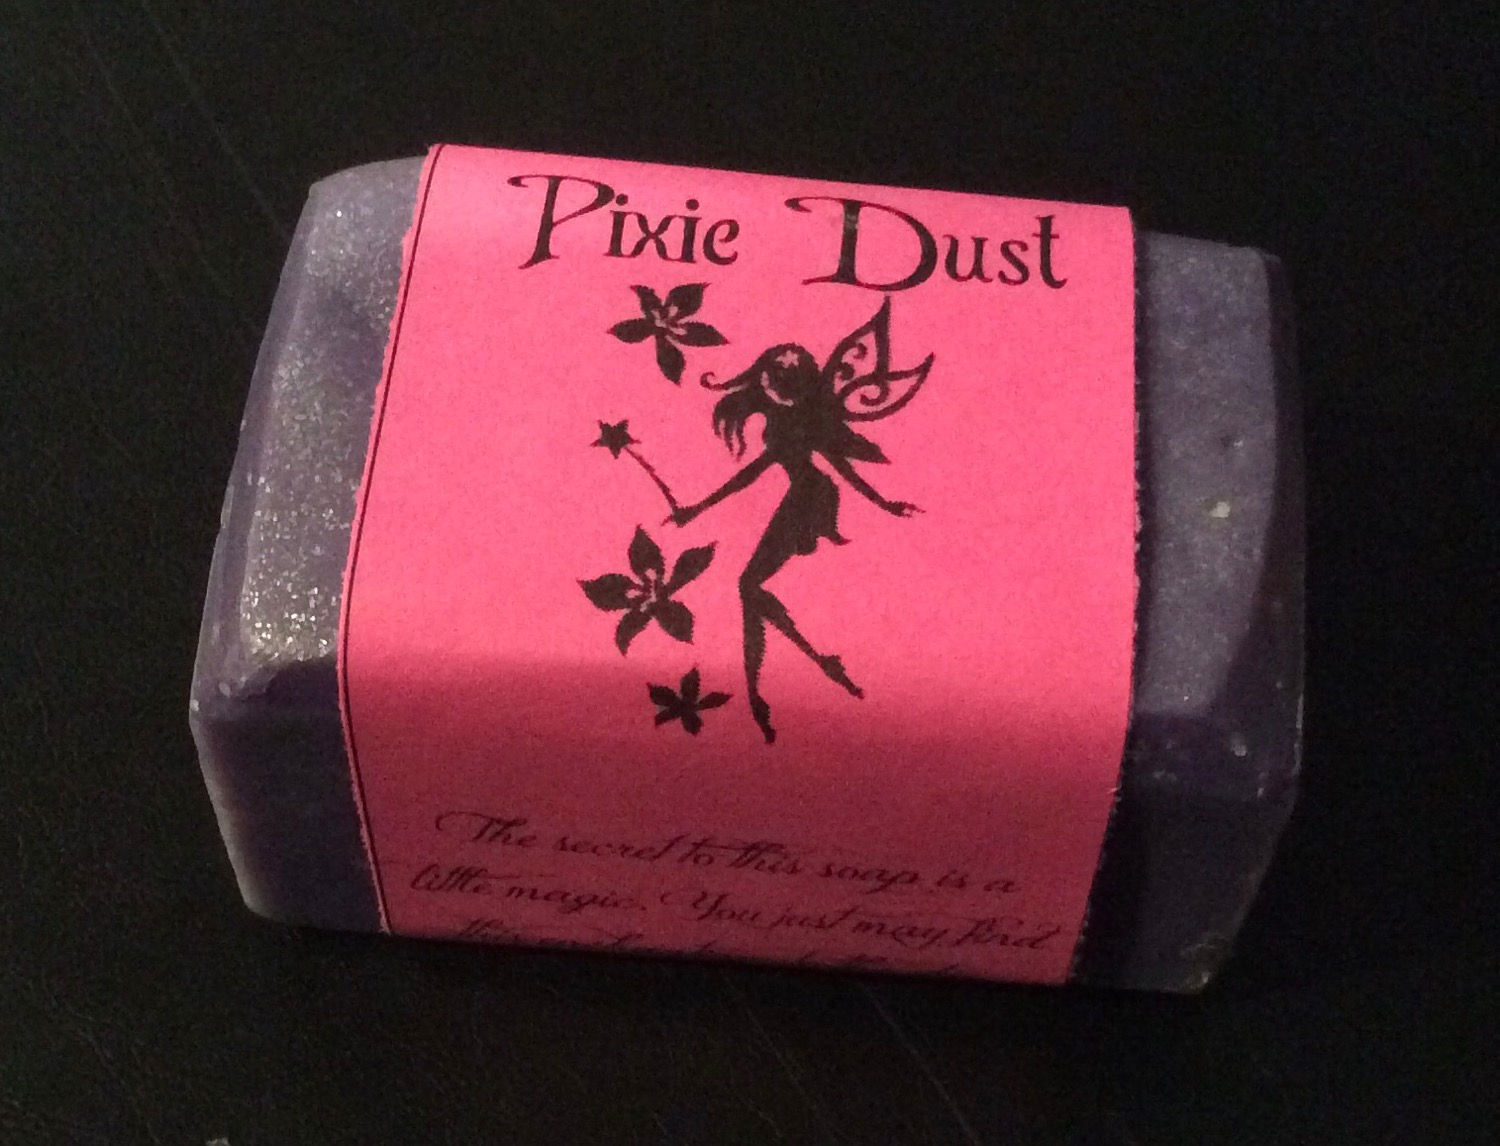 Pixie Dust
The secret to this soap is a
little magic. You just may find